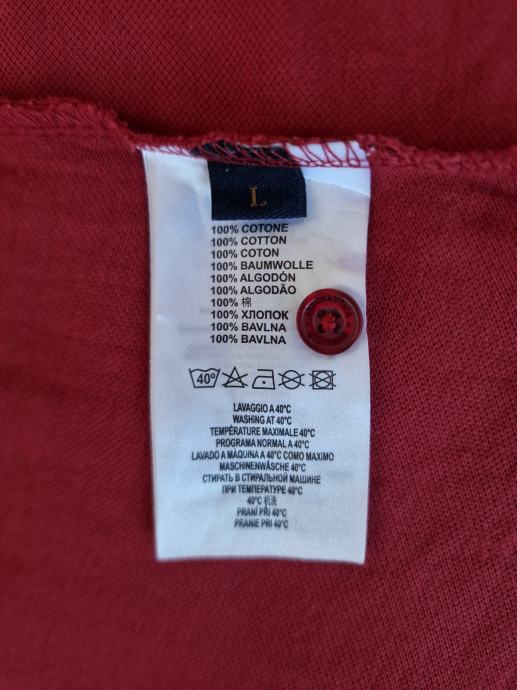 L
100% COTONE
100% COTTON
100% COTON
100% BAUMWOLLE
100% ALGODÓN
100% ALGODÃO
100% 棉
100% ХЛОПОК
100% BAVLNA
100% BAVLNA
40°
LAVAGGIO A 40°C
WASHING AT 40°C
TEMPÉRATURE MAXIMALE 40°C
PROGRAMA NORMAL A 40°C
LAVADO A MÁQUINA A 40°C COMO MAXIMO
MASCHINENWÄSCHE 40°C
СТИРАТЬ В СТИРАЛЬНОЙ МАШИНЕ
ПРИ ТЕМПЕРАТУРЕ 40°C
40°C 机洗
PRANÍ PŘI 40°C
PRANIE PRI 40°C